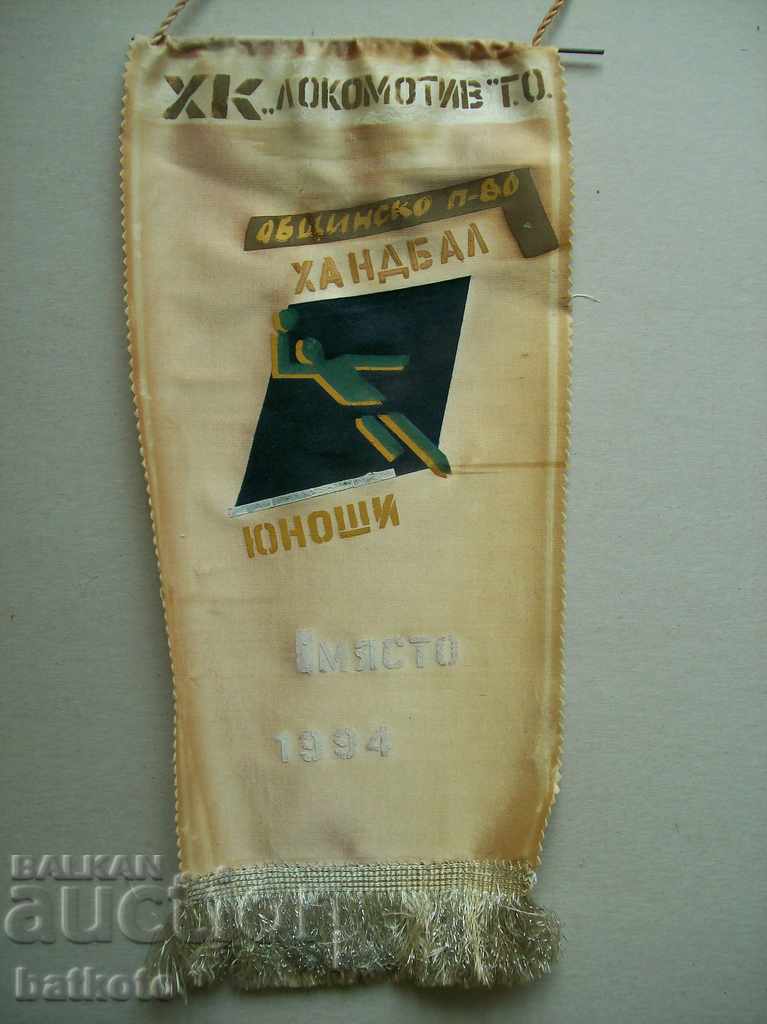 ХК „ЛОКОМОТИВ" Г.О.
ОБЩИНСКО П-ВО
ХАНДБАЛ
ЮНОШИ
I МЯСТО
1994
BALKAN
auction
batkoto